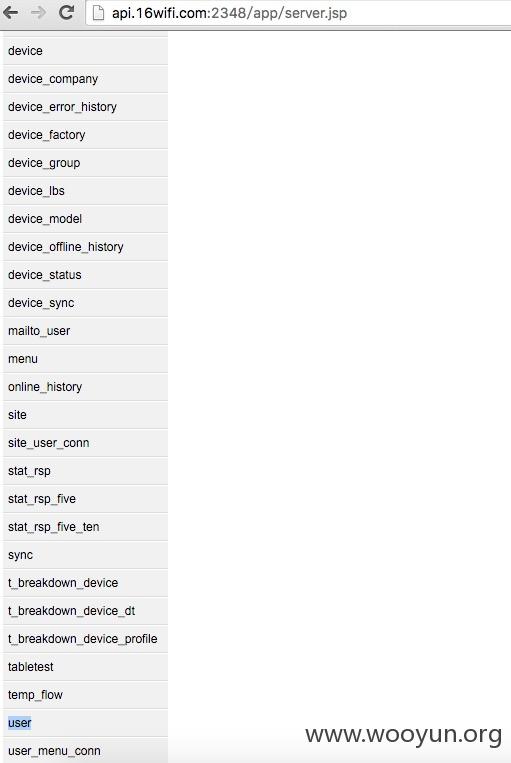 api.16wifi.com:2348/app/server.jsp
device
device_company
device_error_history
device_factory
device_group
device_lbs
device_model
device_offline_history
device_status
device_sync
mailto_user
menu
online_history
site
site_user_conn
stat_rsp
stat_rsp_five
stat_rsp_five_ten
sync
t_breakdown_device
t_breakdown_device_dt
t_breakdown_device_profile
tabletest
temp_flow
user
user_menu_conn
www.wooyun.org